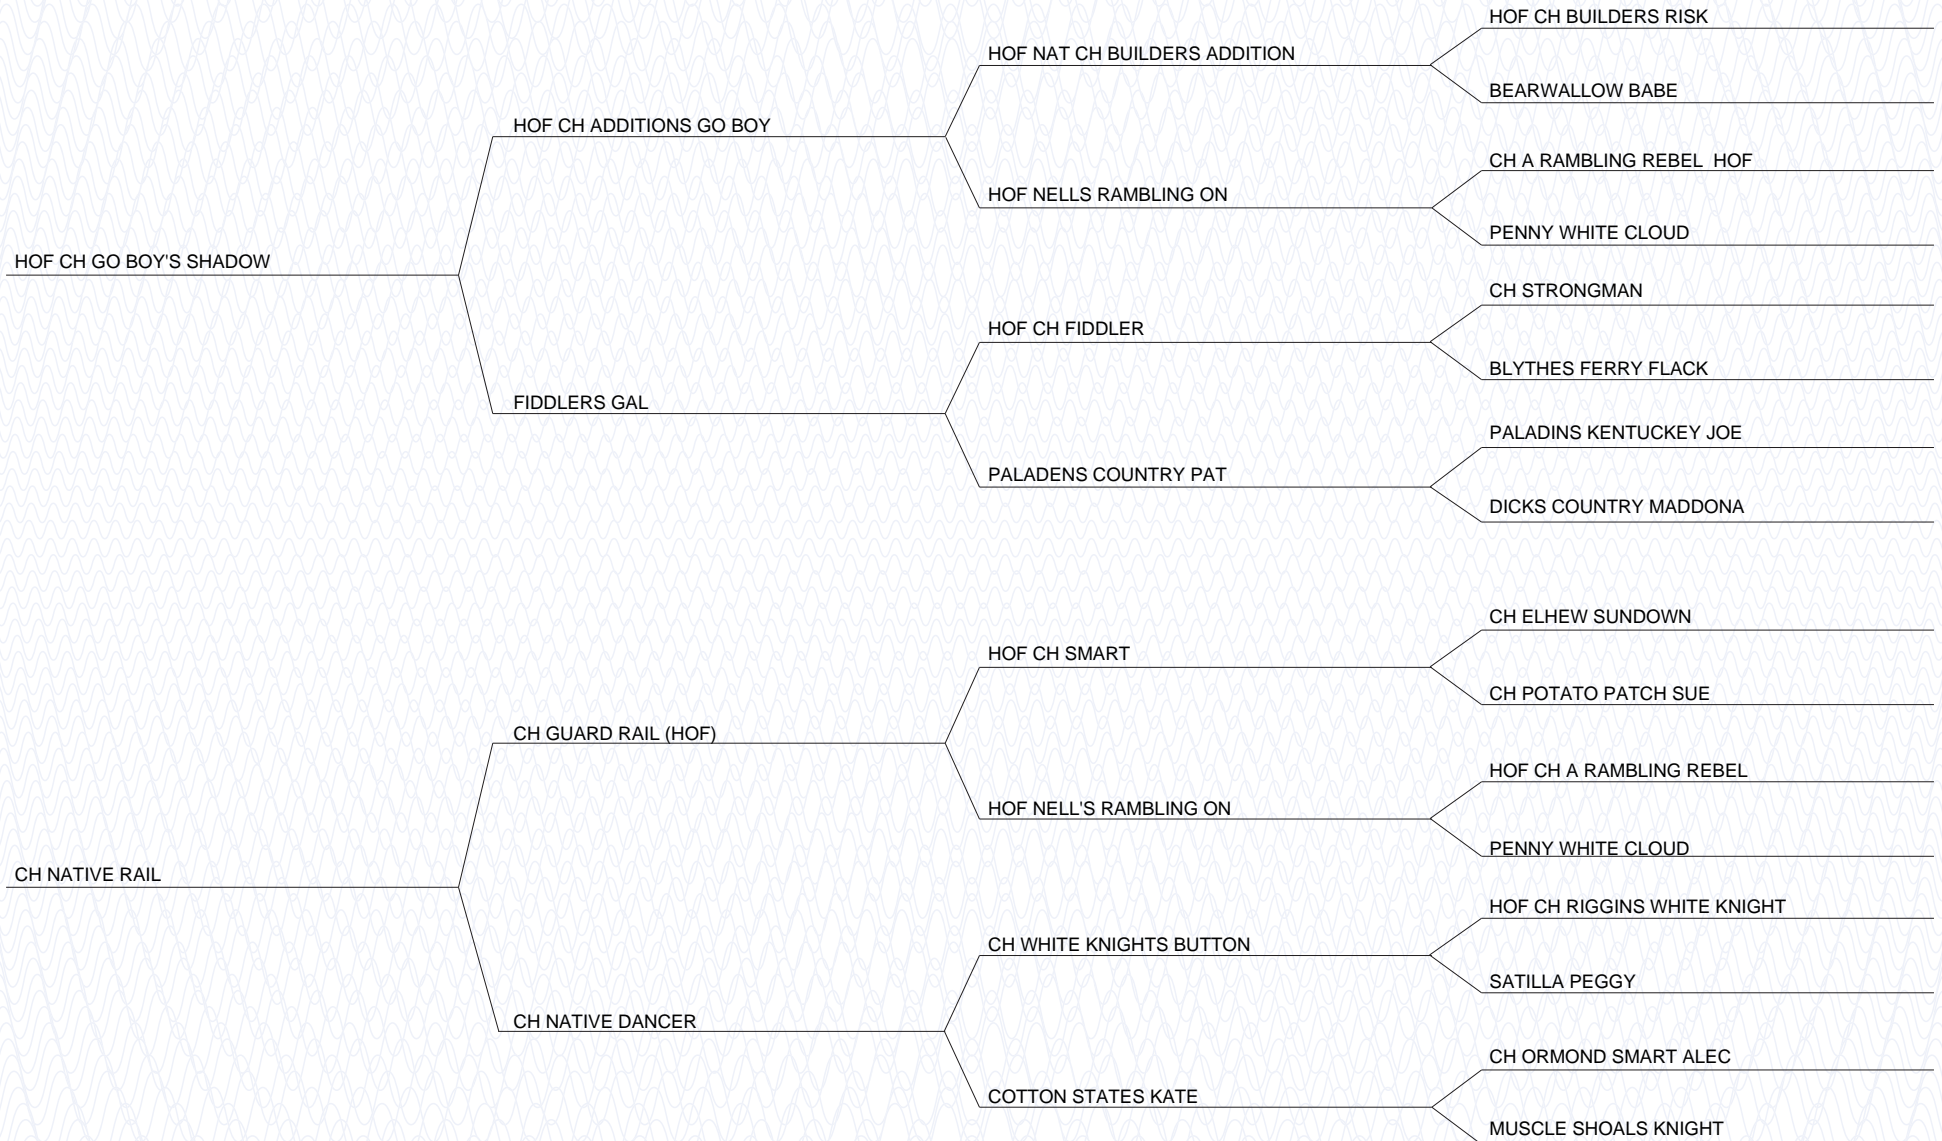 HOF CH BUILDERS RISK
HOF NAT CH BUILDERS ADDITION
BEARWALLOW BABE
HOF CH ADDITIONS GO BOY
CH A RAMBLING REBEL  HOF
HOF NELLS RAMBLING ON
PENNY WHITE CLOUD
HOF CH GO BOY'S SHADOW
CH STRONGMAN
HOF CH FIDDLER
BLYTHES FERRY FLACK
FIDDLERS GAL
PALADINS KENTUCKEY JOE
PALADENS COUNTRY PAT
DICKS COUNTRY MADDONA
CH ELHEW SUNDOWN
HOF CH SMART
CH POTATO PATCH SUE
CH GUARD RAIL (HOF)
HOF CH A RAMBLING REBEL
HOF NELL'S RAMBLING ON
PENNY WHITE CLOUD
CH NATIVE RAIL
HOF CH RIGGINS WHITE KNIGHT
CH WHITE KNIGHTS BUTTON
SATILLA PEGGY
CH NATIVE DANCER
CH ORMOND SMART ALEC
COTTON STATES KATE
MUSCLE SHOALS KNIGHT